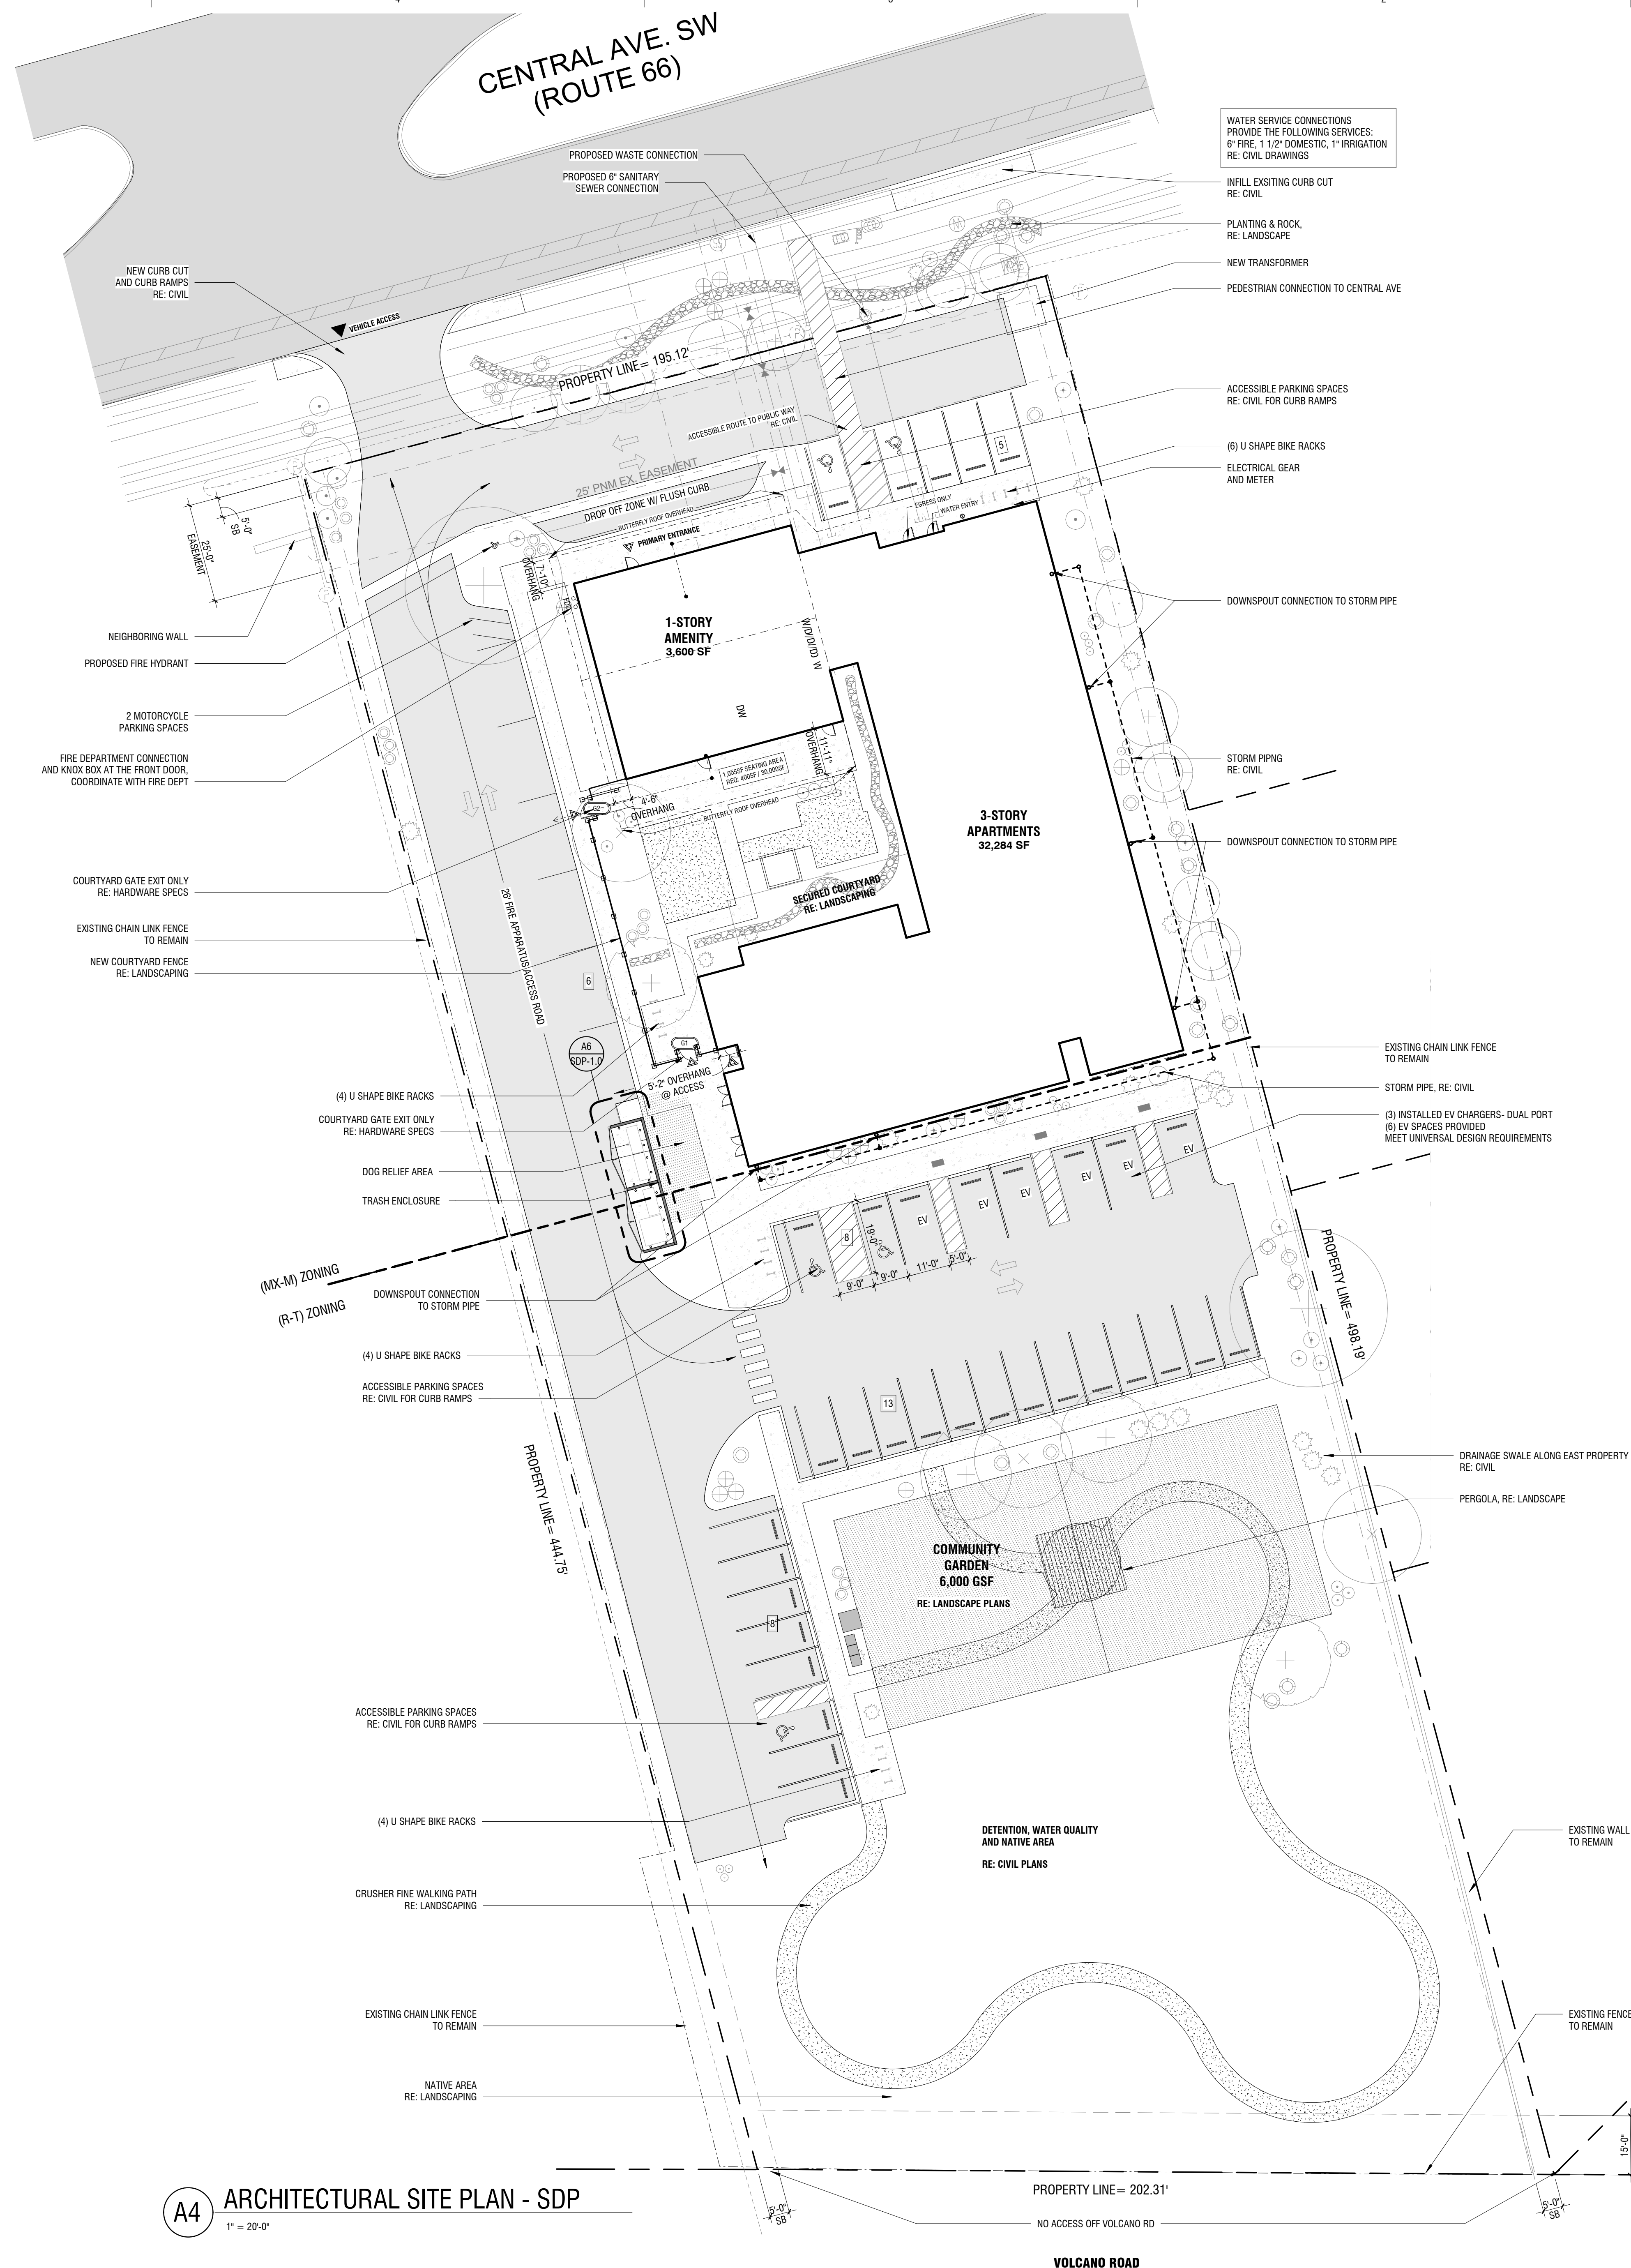 CENTRAL AVE. SW
(ROUTE 66)
WATER SERVICE CONNECTIONS
PROVIDE THE FOLLOWING SERVICES:
6" FIRE, 1 1/2" DOMESTIC, 1" IRRIGATION
RE: CIVIL DRAWINGS
PROPOSED WASTE CONNECTION
PROPOSED 6" SANITARY
SEWER CONNECTION
INFILL EXSITING CURB CUT
RE: CIVIL
PLANTING & ROCK,
RE: LANDSCAPE
NEW TRANSFORMER
PEDESTRIAN CONNECTION TO CENTRAL AVE
NEW CURB CUT
AND CURB RAMPS
RE: CIVIL
VEHICLE ACCESS
PROPERTY LINE= 195.12'
ACCESSIBLE PARKING SPACES
RE: CIVIL FOR CURB RAMPS
ACCESSIBLE ROUTE TO PUBLIC WAY
RE: CIVIL
(6) U SHAPE BIKE RACKS
ELECTRICAL GEAR
AND METER
5
25' PNM EX. EASEMENT
DROP OFF ZONE W/ FLUSH CURB
BUTTERFLY ROOF OVERHEAD
PRIMARY ENTRANCE
EGRESS ONLY
WATER ENTRY
5'-0"
SB
25'-0"
EASEMENT
7'-10"
OVERHANG
FDC
NEIGHBORING WALL
PROPOSED FIRE HYDRANT
2 MOTORCYCLE
PARKING SPACES
FIRE DEPARTMENT CONNECTION
AND KNOX BOX AT THE FRONT DOOR,
COORDINATE WITH FIRE DEPT
1-STORY
AMENITY
3,600 SF
W/D/D/D) W
DW
DOWNSPOUT CONNECTION TO STORM PIPE
STORM PIPNG
RE: CIVIL
1,055SF SEATING AREA
REQ: 400SF / 30,000SF
11'-11"
OVERHANG
4'-6"
OVERHANG
BUTTERFLY ROOF OVERHEAD
G2
3-STORY
APARTMENTS
32,284 SF
DOWNSPOUT CONNECTION TO STORM PIPE
COURTYARD GATE EXIT ONLY
RE: HARDWARE SPECS
SECURED COURTYARD
RE: LANDSCAPING
EXISTING CHAIN LINK FENCE
TO REMAIN
NEW COURTYARD FENCE
RE: LANDSCAPING
26' FIRE APPARATUS ACCESS ROAD
6
A6
SDP-1.0
G1
5'-2" OVERHANG
@ ACCESS
EXISTING CHAIN LINK FENCE
TO REMAIN
STORM PIPE, RE: CIVIL
(3) INSTALLED EV CHARGERS- DUAL PORT
(6) EV SPACES PROVIDED
MEET UNIVERSAL DESIGN REQUIREMENTS
(4) U SHAPE BIKE RACKS
COURTYARD GATE EXIT ONLY
RE: HARDWARE SPECS
DOG RELIEF AREA
TRASH ENCLOSURE
EV
EV
EV
EV
EV
EV
8
19'-0"
9'-0"
9'-0"
11'-0"
5'-0"
(MX-M) ZONING
(R-T) ZONING
DOWNSPOUT CONNECTION
TO STORM PIPE
PROPERTY LINE= 498.19'
(4) U SHAPE BIKE RACKS
ACCESSIBLE PARKING SPACES
RE: CIVIL FOR CURB RAMPS
13
PROPERTY LINE= 444.75'
DRAINAGE SWALE ALONG EAST PROPERTY
RE: CIVIL
PERGOLA, RE: LANDSCAPE
COMMUNITY
GARDEN
6,000 GSF
RE: LANDSCAPE PLANS
8
ACCESSIBLE PARKING SPACES
RE: CIVIL FOR CURB RAMPS
(4) U SHAPE BIKE RACKS
DETENTION, WATER QUALITY
AND NATIVE AREA
RE: CIVIL PLANS
EXISTING WALL
TO REMAIN
CRUSHER FINE WALKING PATH
RE: LANDSCAPING
EXISTING CHAIN LINK FENCE
TO REMAIN
EXISTING FENCE
TO REMAIN
NATIVE AREA
RE: LANDSCAPING
15'-0"
A4
ARCHITECTURAL SITE PLAN - SDP
1" = 20'-0"
PROPERTY LINE= 202.31'
5'-0"
SB
NO ACCESS OFF VOLCANO RD
5'-0"
SB
VOLCANO ROAD